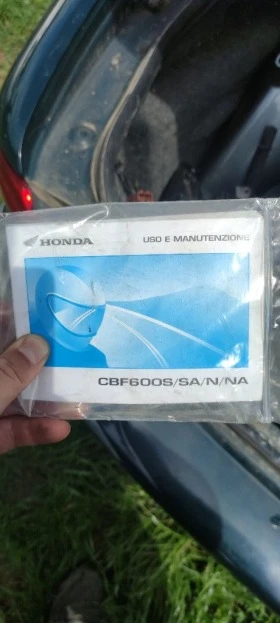 HONDA
USO E MANUTENZIONE
CBF600S/SA/N/NA